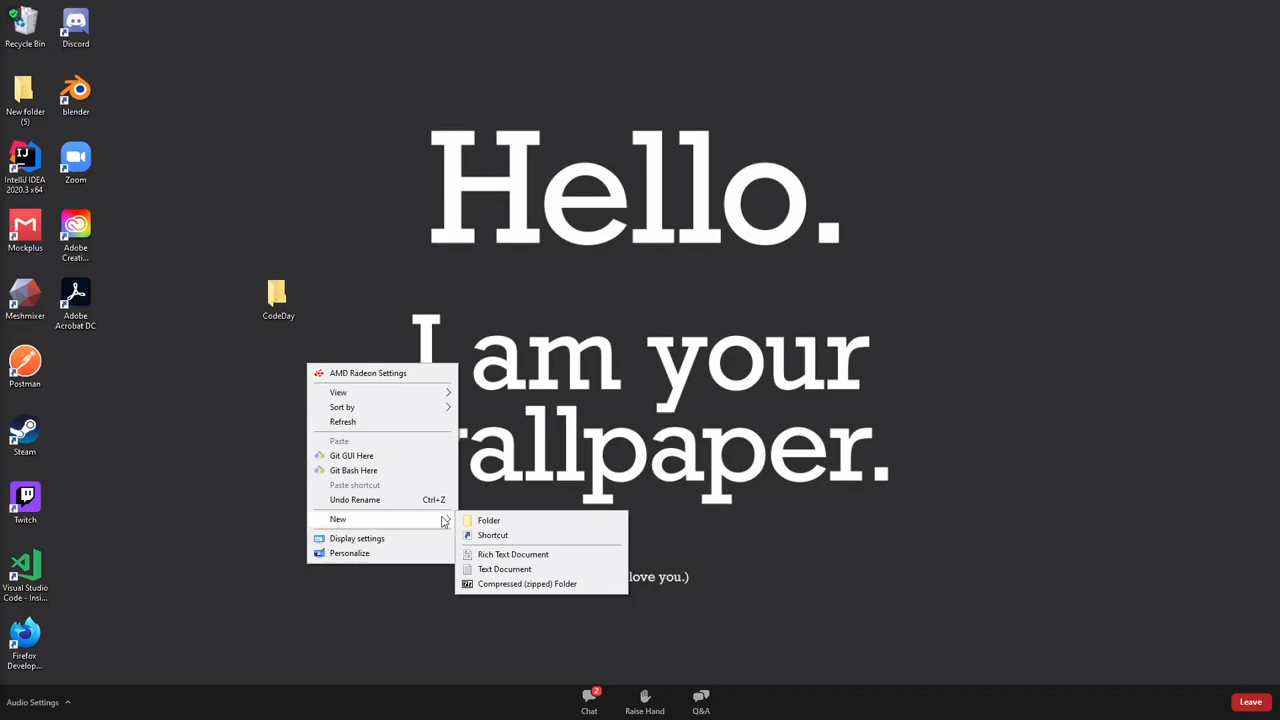 Recycle Bin
Discord
New folder
(5)
blender
IntelliJ IDEA
2020.3 x64
Zoom
Mockplus
Adobe
Creati...
Meshmixer
Adobe
Acrobat DC
Postman
Steam
Twitch
Visual Studio
Code - Insi...
Firefox
Develop...
CodeDay
Hello.
I am your
allpaper.
love you.)
AMD Radeon Settings
View
Sort by
Refresh
Paste
Git GUI Here
Git Bash Here
Paste shortcut
Undo Rename Ctrl+Z
New
Display settings
Personalize
Folder
Shortcut
Rich Text Document
Text Document
Compressed (zipped) Folder
Audio Settings
2
Chat
Raise Hand
Q&A
Leave